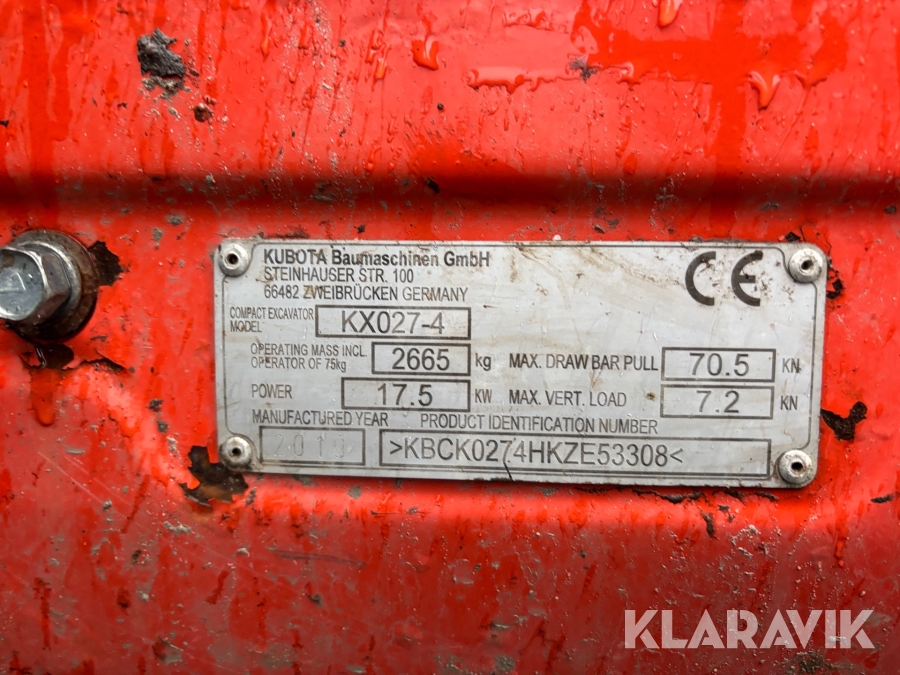 KUBOTA Baumaschinen GmbH
STEINHAUSER STR. 100
66482 ZWEIBRÜCKEN GERMANY
CE
COMPACT EXCAVATOR
MODEL
KX027-4
OPERATING MASS INCL.
OPERATOR OF 75kg
2665 kg
MAX. DRAW BAR PULL 70.5 KN
POWER 17.5 KW
MAX. VERT. LOAD 7.2 KN
MANUFACTURED YEAR
PRODUCT IDENTIFICATION NUMBER
>KBCK0274HKZE53308<
KLARAVIK